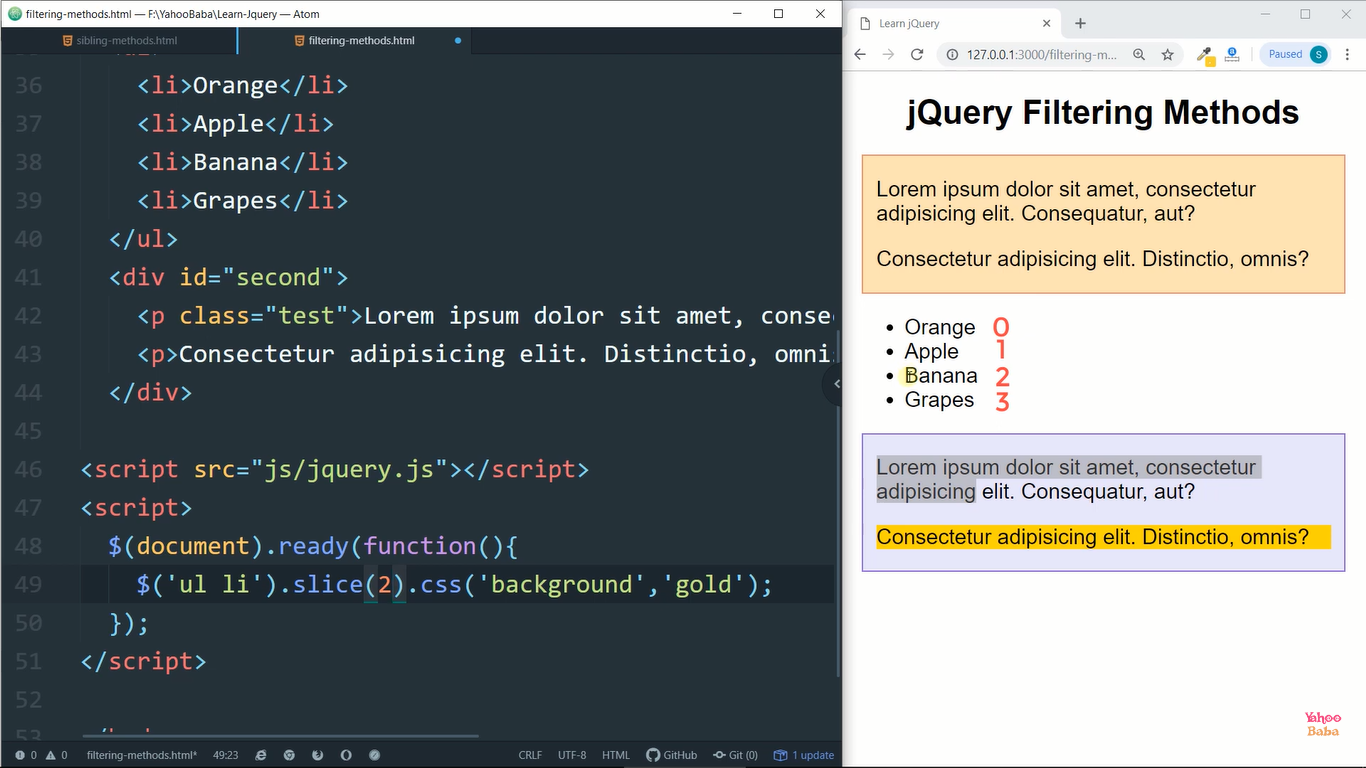 filtering-methods.html — F:\YahooBaba\Learn-Jquery — Atom
sibling-methods.html
filtering-methods.html
36 <li>Orange</li>
37 <li>Apple</li>
38 <li>Banana</li>
39 <li>Grapes</li>
40 </ul>
41 <div id="second">
42 <p class="test">Lorem ipsum dolor sit amet, conse
43 <p>Consectetur adipisicing elit. Distinctio, omni
44 </div>
45
46 <script src="js/jquery.js"></script>
47 <script>
48 $(document).ready(function(){
49 $('ul li').slice(2).css('background','gold');
50 });
51 </script>
52
53
0 0 filtering-methods.html* 49:23 CRLF UTF-8 HTML GitHub Git (0) 1 update
Learn jQuery
127.0.0.1:3000/filtering-m... Paused S
jQuery Filtering Methods
Lorem ipsum dolor sit amet, consectetur
adipisicing elit. Consequatur, aut?
Consectetur adipisicing elit. Distinctio, omnis?
Orange 0
Apple 1
Banana 2
Grapes 3
Lorem ipsum dolor sit amet, consectetur
adipisicing elit. Consequatur, aut?
Consectetur adipisicing elit. Distinctio, omnis?
Yahoo
Baba